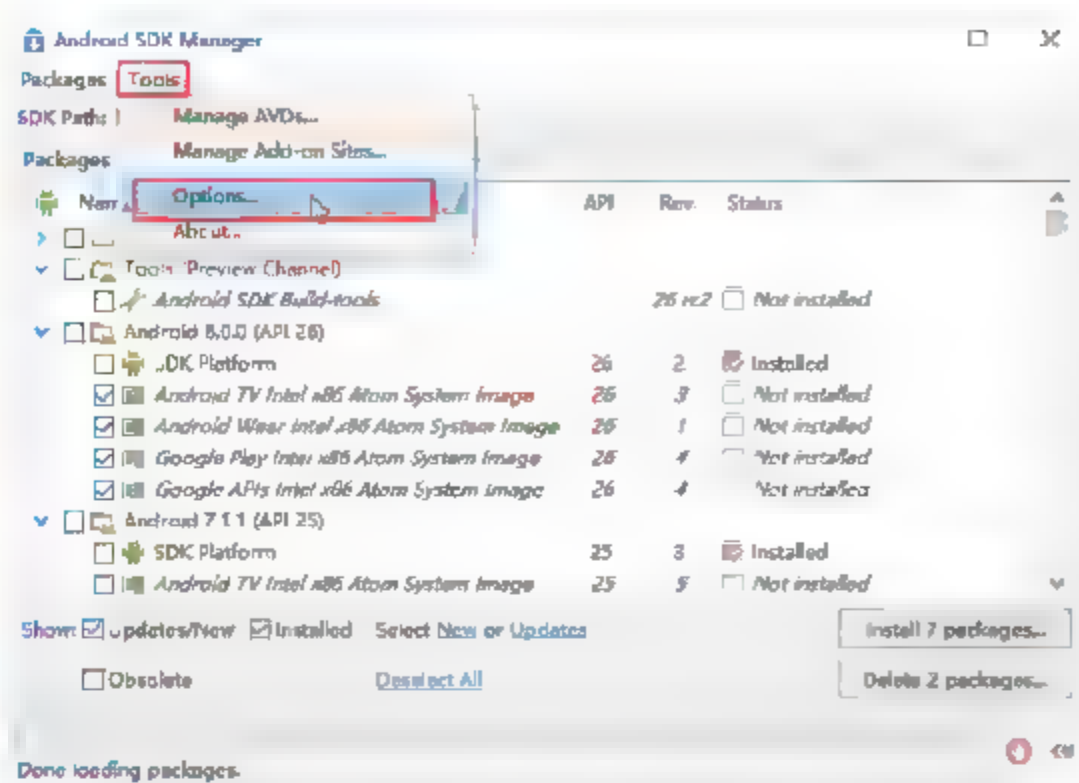 Android SDK Manager
Packages Tools
SDK Path:
Manage AVDs...
Manage Add-on Sites...
Packages
Options...
API Rev. Status
About...
Tools (Preview Channel)
Android SDK Build-tools 26 rc2 Not installed
Android 8.0.0 (API 26)
SDK Platform 26 2 Installed
Android TV Intel x86 Atom System Image 26 3 Not installed
Android Wear Intel x86 Atom System Image 26 1 Not installed
Google Play Intel x86 Atom System Image 26 4 Not installed
Google APIs Intel x86 Atom System Image 26 4 Not installed
Android 7.1.1 (API 25)
SDK Platform 25 3 Installed
Android TV Intel x86 Atom System Image 25 5 Not installed
Show: Updates/New Installed Select New or Updates
Install 7 packages...
Obsolete Deselect All
Delete 2 packages...
Done loading packages.